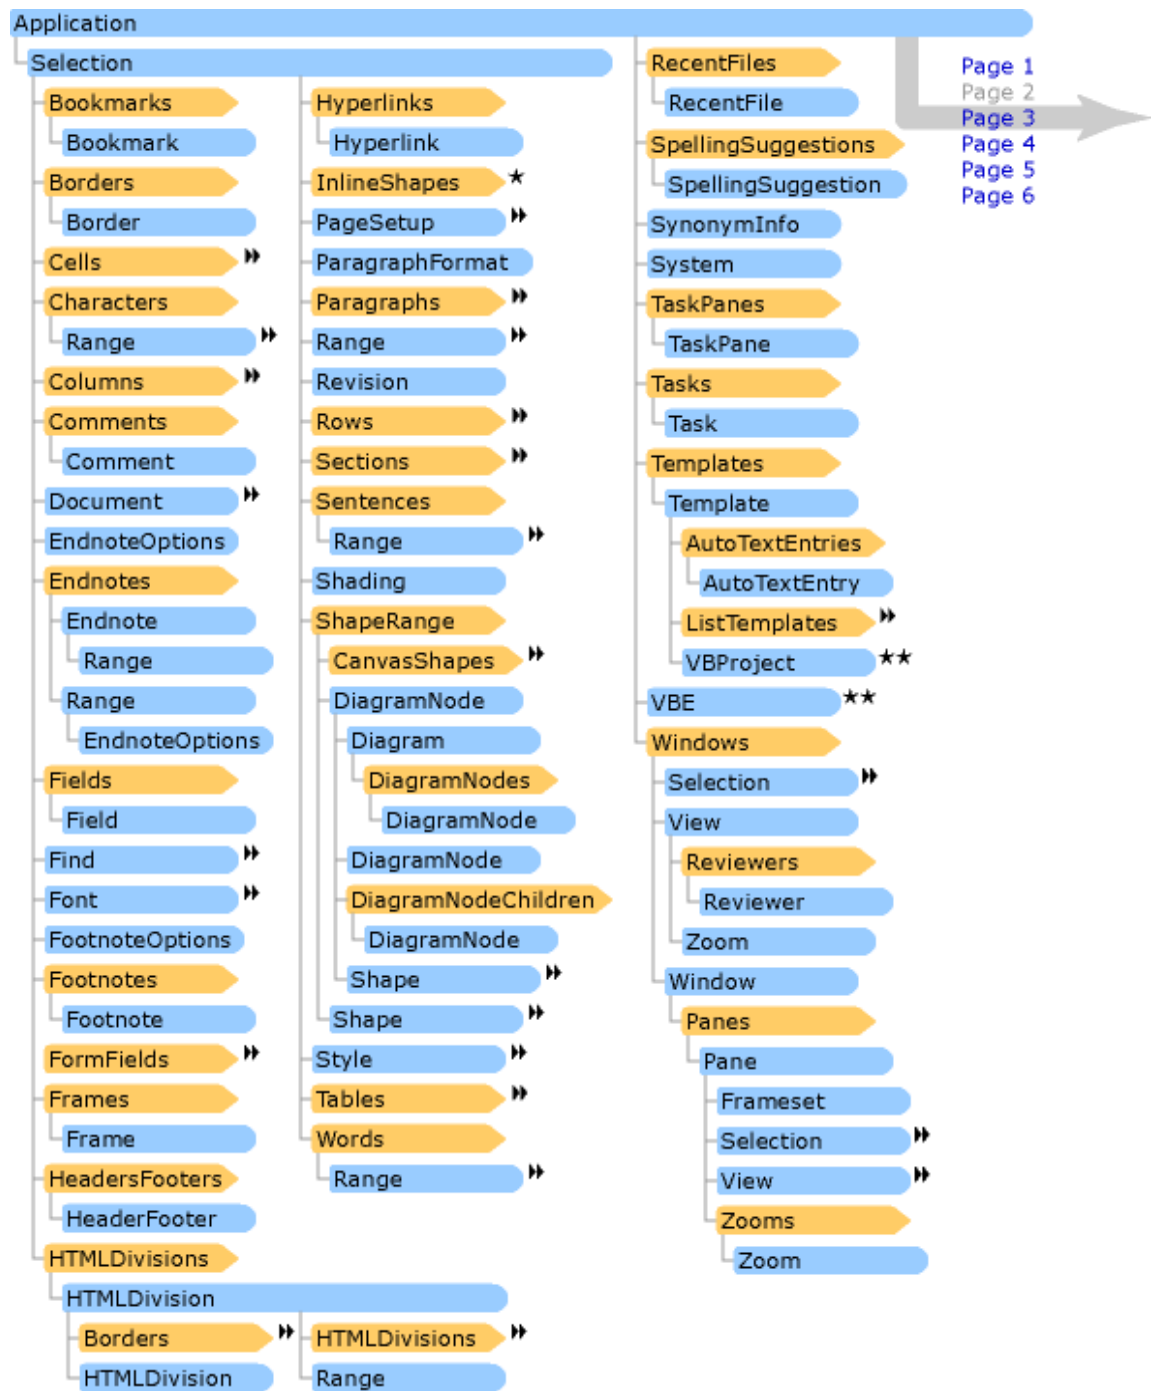 Application
Selection
Bookmarks
Bookmark
Borders
Border
Cells
Characters
Range
Columns
Comments
Comment
Document
EndnoteOptions
Endnotes
Endnote
Range
Range
EndnoteOptions
Fields
Field
Find
Font
FootnoteOptions
Footnotes
Footnote
FormFields
Frames
Frame
HeadersFooters
HeaderFooter
HTMLDivisions
HTMLDivision
Borders
HTMLDivision
HTMLDivisions
Range
Hyperlinks
Hyperlink
InlineShapes
PageSetup
ParagraphFormat
Paragraphs
Range
Revision
Rows
Sections
Sentences
Range
Shading
ShapeRange
CanvasShapes
DiagramNode
Diagram
DiagramNodes
DiagramNode
DiagramNode
DiagramNodeChildren
DiagramNode
Shape
Shape
Style
Tables
Words
Range
RecentFiles
RecentFile
SpellingSuggestions
SpellingSuggestion
SynonymInfo
System
TaskPanes
TaskPane
Tasks
Task
Templates
Template
AutoTextEntries
AutoTextEntry
ListTemplates
VBProject
VBE
Windows
Selection
View
Reviewers
Reviewer
Zoom
Window
Panes
Pane
Frameset
Selection
View
Zooms
Zoom
Page 1
Page 2
Page 3
Page 4
Page 5
Page 6